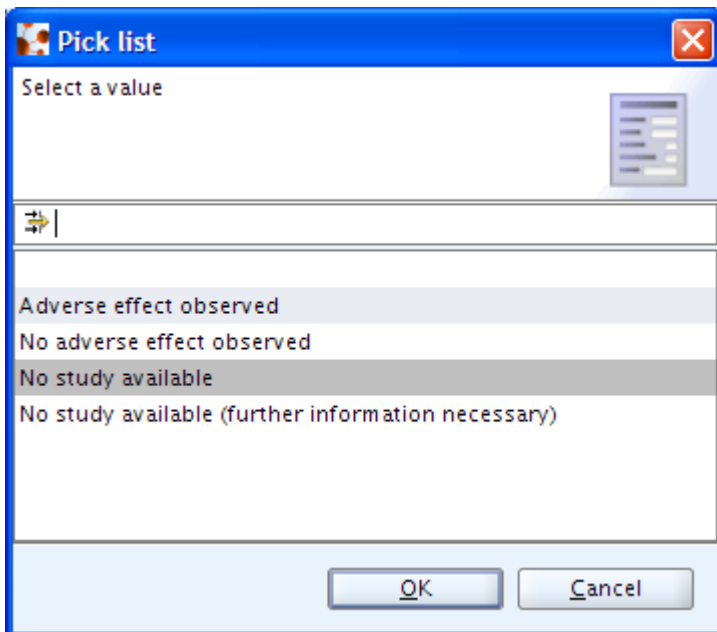 Pick list
Select a value
Adverse effect observed
No adverse effect observed
No study available
No study available (further information necessary)
OK
Cancel